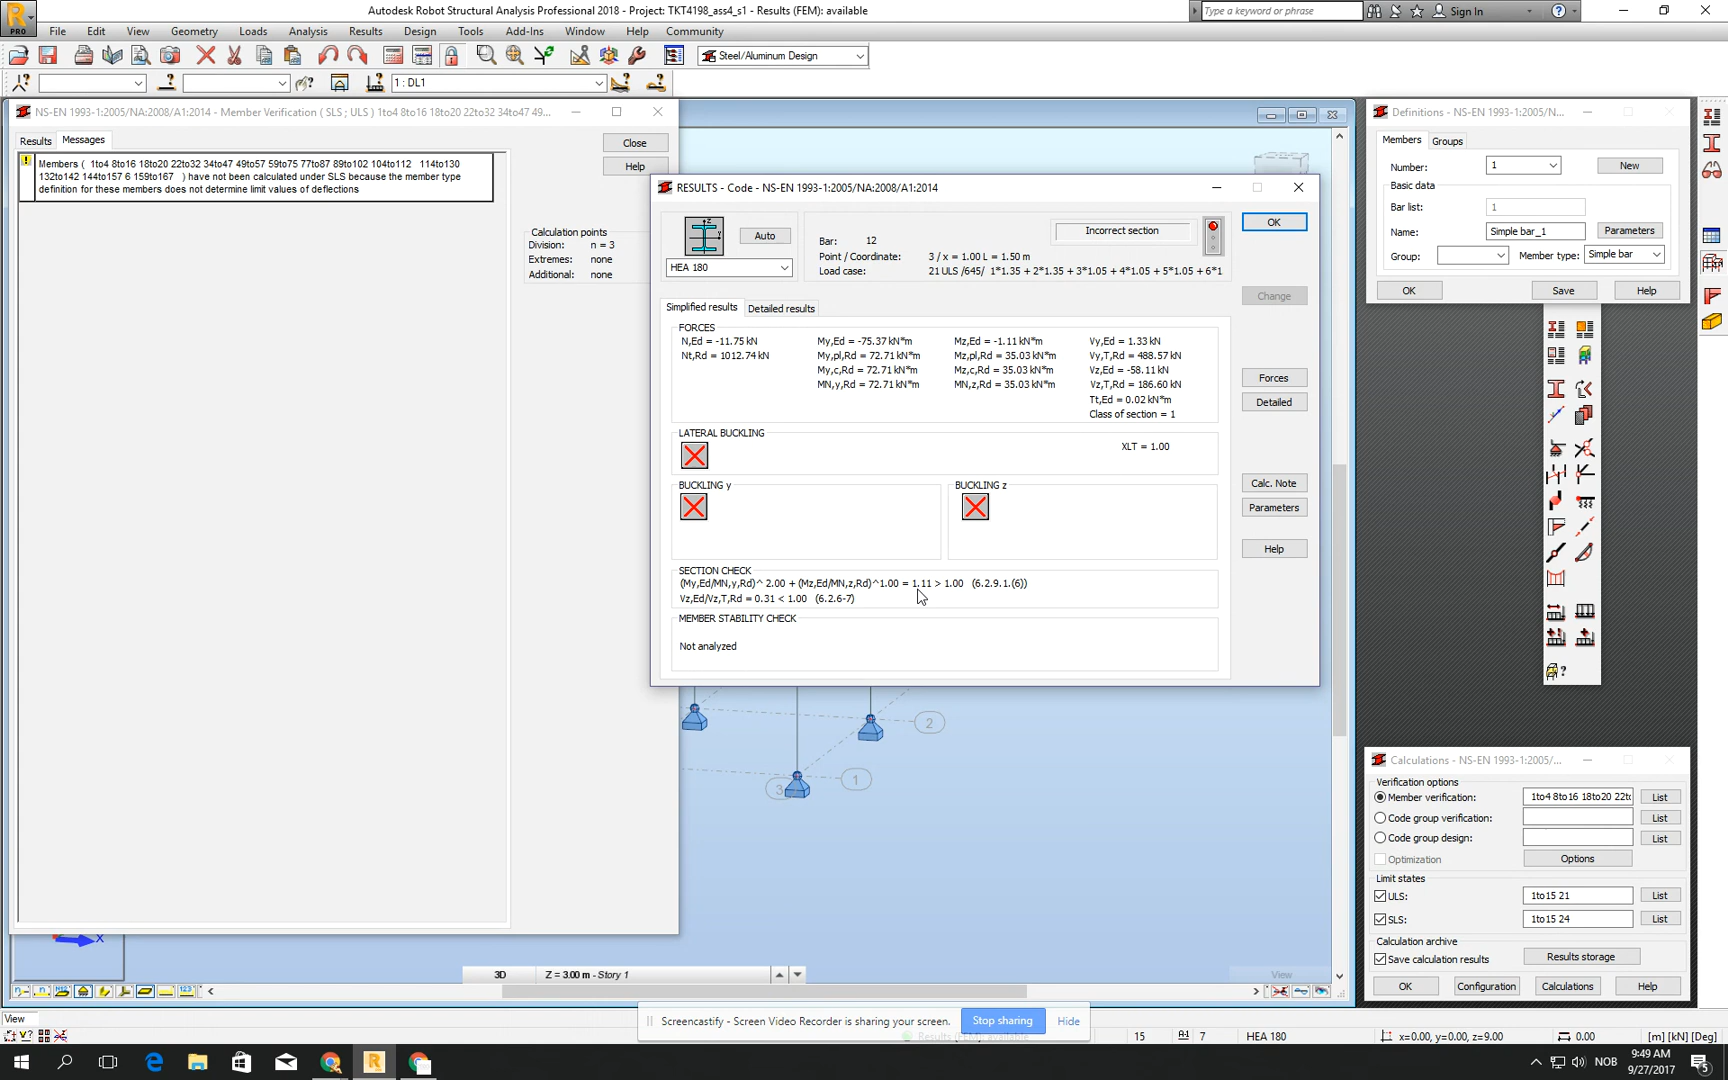 Autodesk Robot Structural Analysis Professional 2018 - Project: TKT4198_ass4_s1 - Results (FEM): available
Type a keyword or phrase
Sign In
PRO
File Edit View Geometry Loads Analysis Results Design Tools Add-Ins Window Help Community
Steel/Aluminum Design
1 : DL1
NS-EN 1993-1:2005/NA:2008/A1:2014 - Member Verification ( SLS ; ULS ) 1to4 8to16 18to20 22to32 34to47 49...
Results Messages
Close
Help
Members ( 1to4 8to16 18to20 22to32 34to47 49to57 59to75 77to87 89to102 104to112 114to130
132to142 144to157 6 159to167 ) have not been calculated under SLS because the member type
definition for these members does not determine limit values of deflections
Calculation points
Division: n = 3
Extremes: none
Additional: none
RESULTS - Code - NS-EN 1993-1:2005/NA:2008/A1:2014
Auto
HEA 180
Bar: 12
Point / Coordinate: 3 / x = 1.00 L = 1.50 m
Load case: 21 ULS /645/ 1*1.35 + 2*1.35 + 3*1.05 + 4*1.05 + 5*1.05 + 6*1
Incorrect section
OK
Change
Simplified results Detailed results
FORCES
N,Ed = -11.75 kN My,Ed = -75.37 kN*m Mz,Ed = -1.11 kN*m Vy,Ed = 1.33 kN
Nt,Rd = 1012.74 kN My,pl,Rd = 72.71 kN*m Mz,pl,Rd = 35.03 kN*m Vy,T,Rd = 488.57 kN
My,c,Rd = 72.71 kN*m Mz,c,Rd = 35.03 kN*m Vz,Ed = -58.11 kN
MN,y,Rd = 72.71 kN*m MN,z,Rd = 35.03 kN*m Vz,T,Rd = 186.60 kN
Tt,Ed = 0.02 kN*m
Class of section = 1
Forces
Detailed
LATERAL BUCKLING
XLT = 1.00
BUCKLING y
BUCKLING z
Calc. Note
Parameters
Help
SECTION CHECK
(My,Ed/MN,y,Rd)^ 2.00 + (Mz,Ed/MN,z,Rd)^1.00 = 1.11 > 1.00 (6.2.9.1.(6))
Vz,Ed/Vz,T,Rd = 0.31 < 1.00 (6.2.6-7)
MEMBER STABILITY CHECK
Not analyzed
2
1
3
Definitions - NS-EN 1993-1:2005/N...
Members Groups
Number: 1 New
Basic data
Bar list: 1
Name: Simple bar_1 Parameters
Group: Member type: Simple bar
OK Save Help
Calculations - NS-EN 1993-1:2005/...
Verification options
Member verification: 1to4 8to16 18to20 22to List
Code group verification: List
Code group design: List
Optimization Options
Limit states
ULS: 1to15 21 List
SLS: 1to15 24 List
Calculation archive
Save calculation results Results storage
OK Configuration Calculations Help
X
3D Z = 3.00 m - Story 1
View
Screencastify - Screen Video Recorder is sharing your screen. Stop sharing Hide
View
Results (FEM): available
15 7 HEA 180 x=0.00, y=0.00, z=9.00 0.00 [m] [kN] [Deg]
NOB
9:49 AM
9/27/2017
5